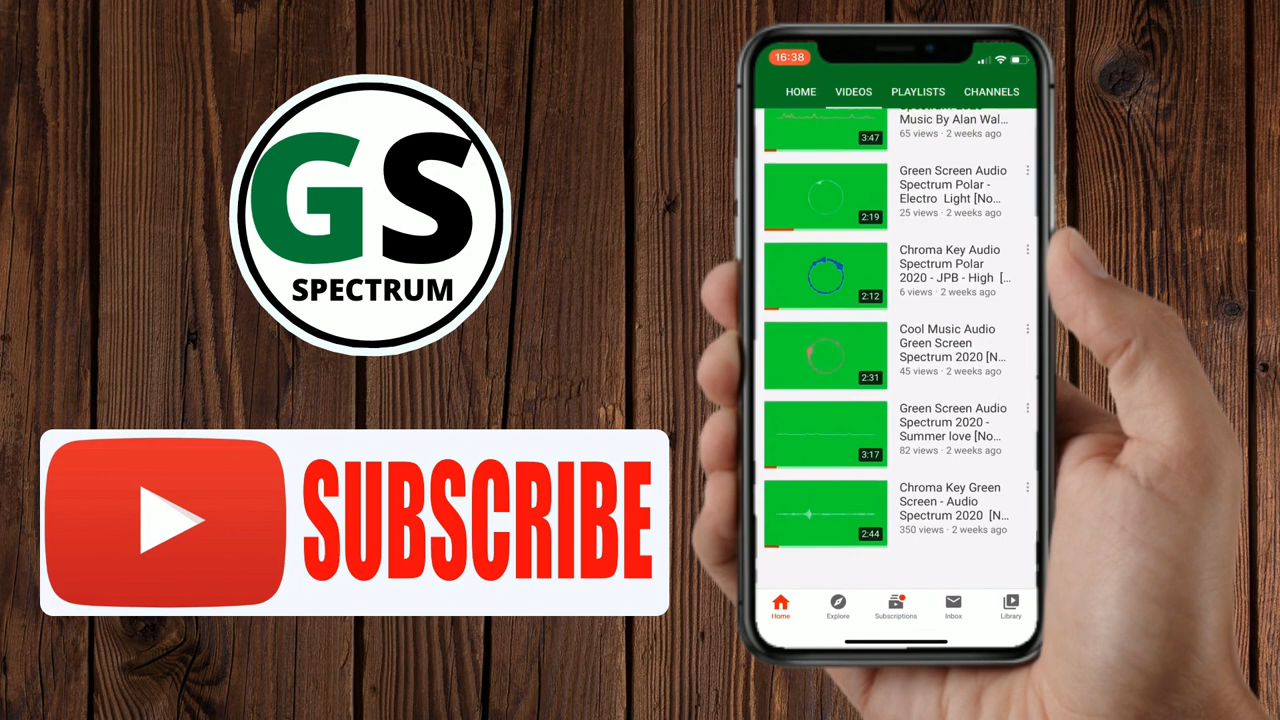 GS
SPECTRUM
SUBSCRIBE
16:38
HOME VIDEOS PLAYLISTS CHANNELS
Spectrum 2020
Music By Alan Wal...
65 views · 2 weeks ago
3:47
Green Screen Audio
Spectrum Polar -
Electro Light [No...
25 views · 2 weeks ago
2:19
Chroma Key Audio
Spectrum Polar
2020 - JPB - High [...
6 views · 2 weeks ago
2:12
Cool Music Audio
Green Screen
Spectrum 2020 [N...
45 views · 2 weeks ago
2:31
Green Screen Audio
Spectrum 2020 -
Summer love [No...
82 views · 2 weeks ago
3:17
Chroma Key Green
Screen - Audio
Spectrum 2020 [N...
350 views · 2 weeks ago
2:44
Home Explore Subscriptions Inbox Library